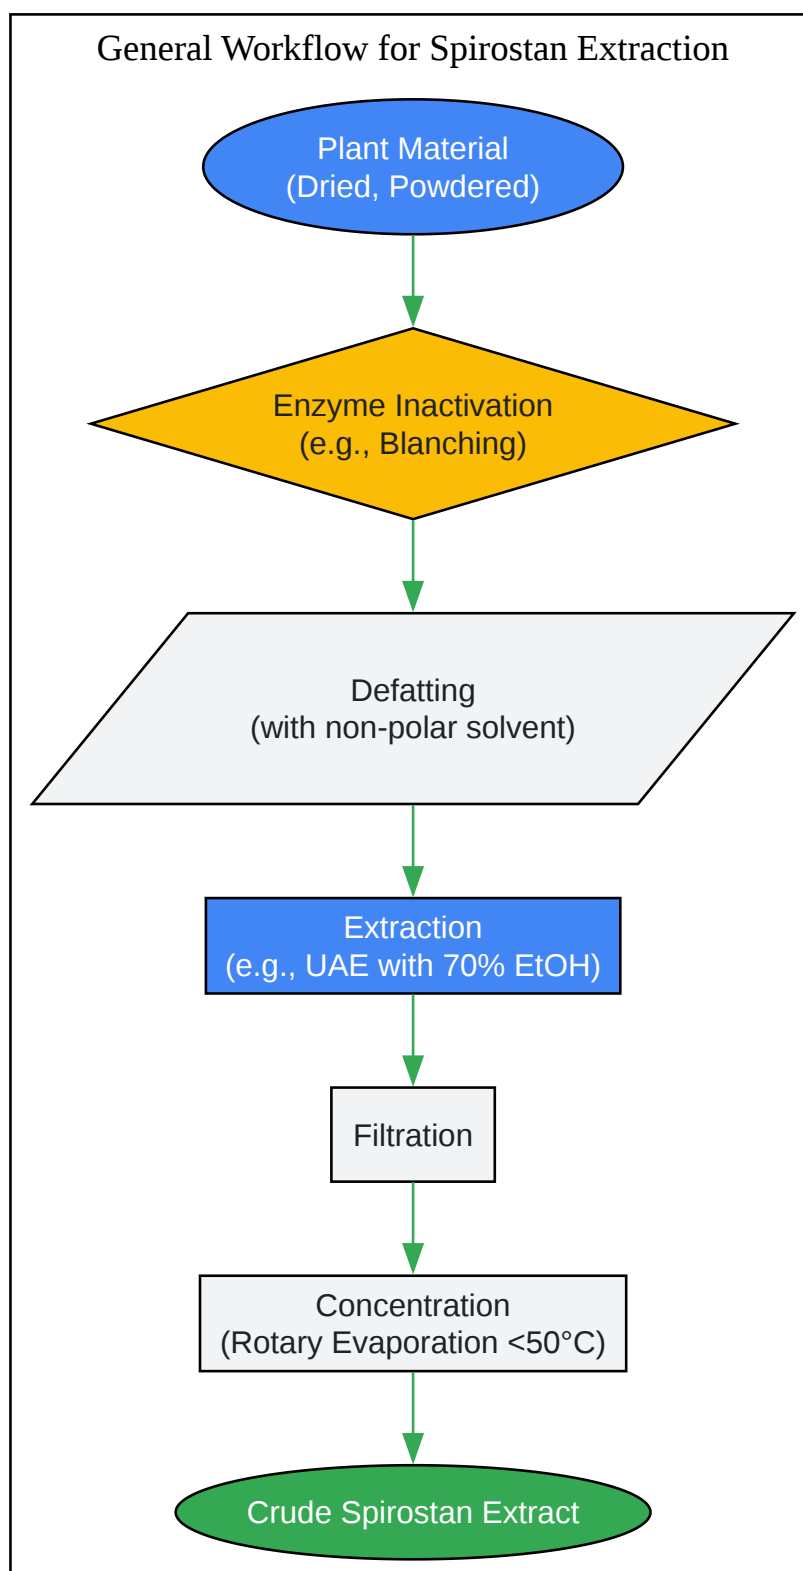 General Workflow for Spirostan Extraction
Plant Material
(Dried, Powdered)
Enzyme Inactivation
(e.g., Blanching)
Defatting
(with non-polar solvent)
Extraction
(e.g., UAE with 70% EtOH)
Filtration
Concentration
(Rotary Evaporation <50°C)
Crude Spirostan Extract